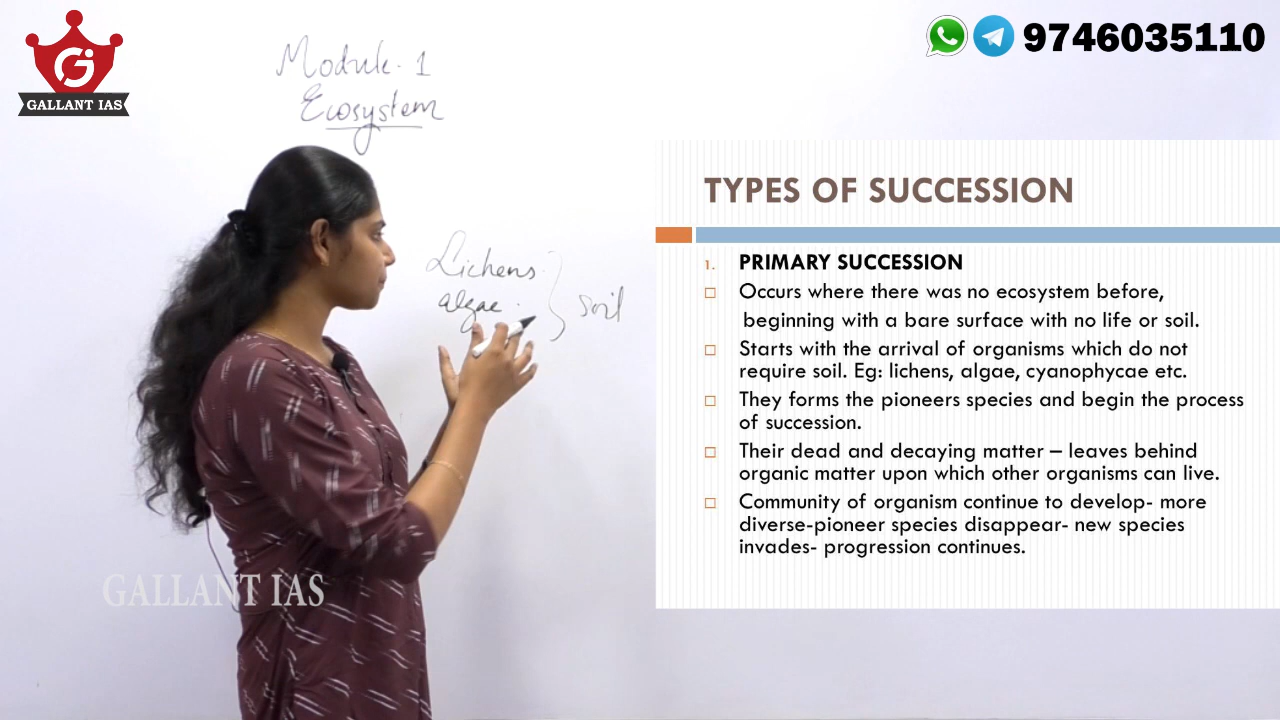 GALLANT IAS
9746035110
Module - 1
Ecosystem
Lichens
algae
soil
TYPES OF SUCCESSION
1. PRIMARY SUCCESSION
Occurs where there was no ecosystem before,
beginning with a bare surface with no life or soil.
Starts with the arrival of organisms which do not
require soil. Eg: lichens, algae, cyanophycae etc.
They forms the pioneers species and begin the process
of succession.
Their dead and decaying matter – leaves behind
organic matter upon which other organisms can live.
Community of organism continue to develop- more
diverse-pioneer species disappear- new species
invades- progression continues.
GALLANT IAS